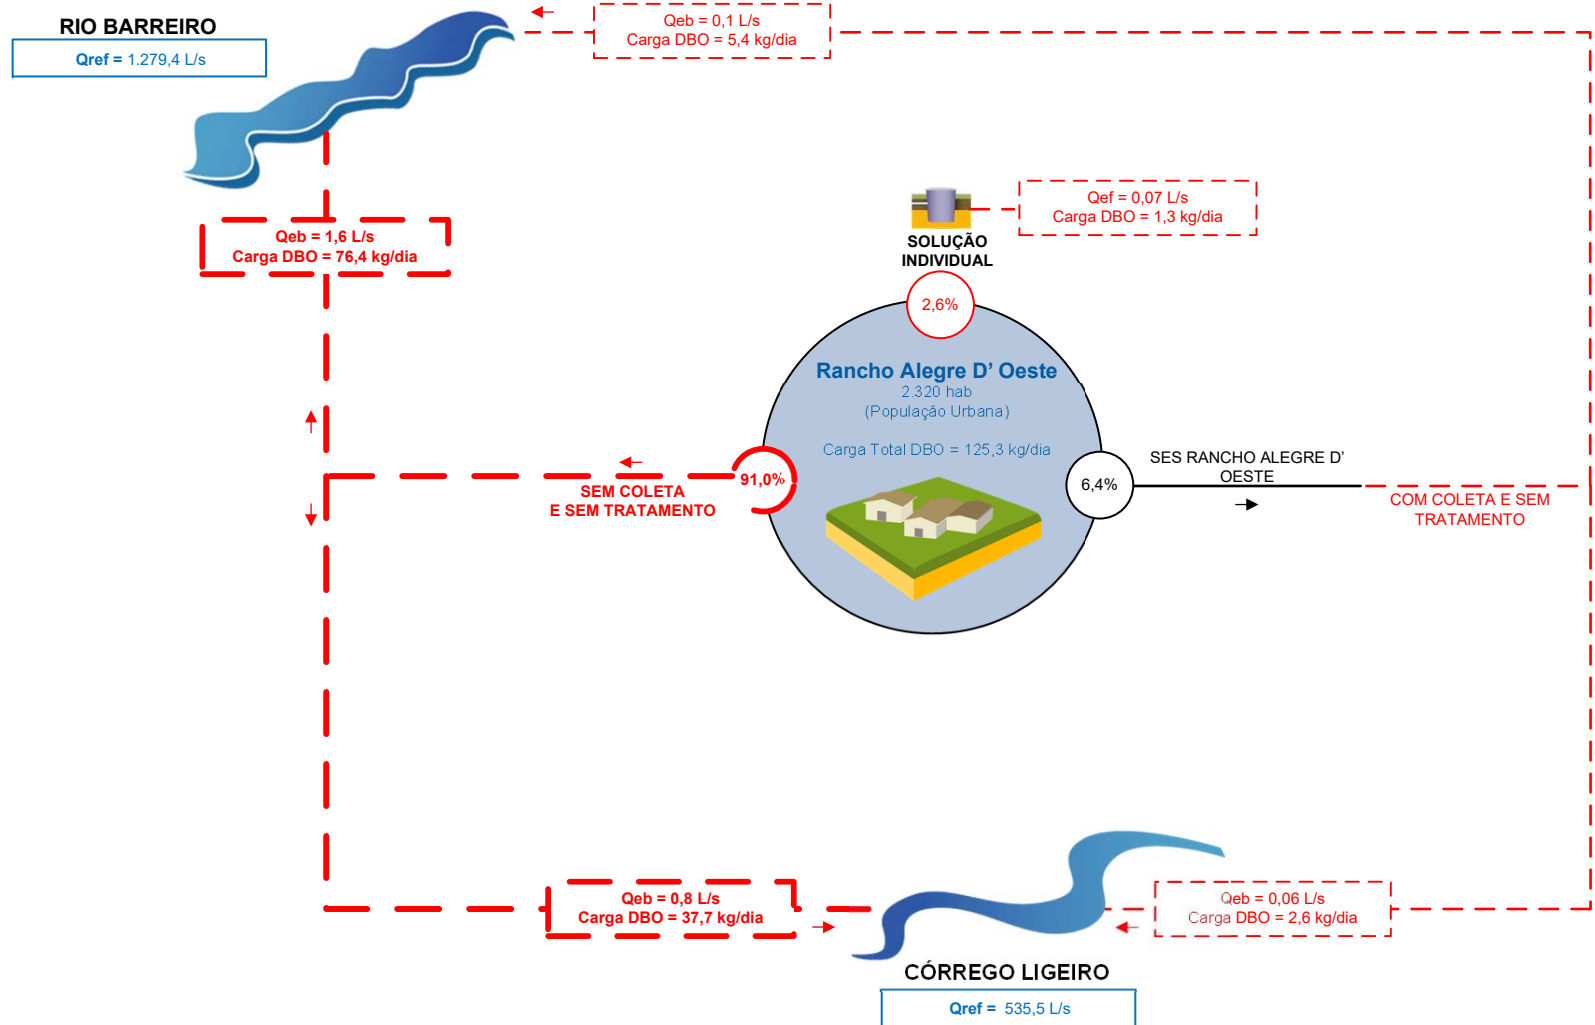 RIO BARREIRO
Qref = 1.279,4 L/s
Qeb = 0,1 L/s
Carga DBO = 5,4 kg/dia
Qef = 0,07 L/s
Carga DBO = 1,3 kg/dia
SOLUÇÃO
INDIVIDUAL
Qeb = 1,6 L/s
Carga DBO = 76,4 kg/dia
2,6%
Rancho Alegre D’ Oeste
2.320 hab
(População Urbana)
Carga Total DBO = 125,3 kg/dia
91,0%
SEM COLETA
E SEM TRATAMENTO
6,4%
SES RANCHO ALEGRE D’
OESTE
COM COLETA E SEM
TRATAMENTO
Qeb = 0,8 L/s
Carga DBO = 37,7 kg/dia
Qeb = 0,06 L/s
Carga DBO = 2,6 kg/dia
CÓRREGO LIGEIRO
Qref = 535,5 L/s